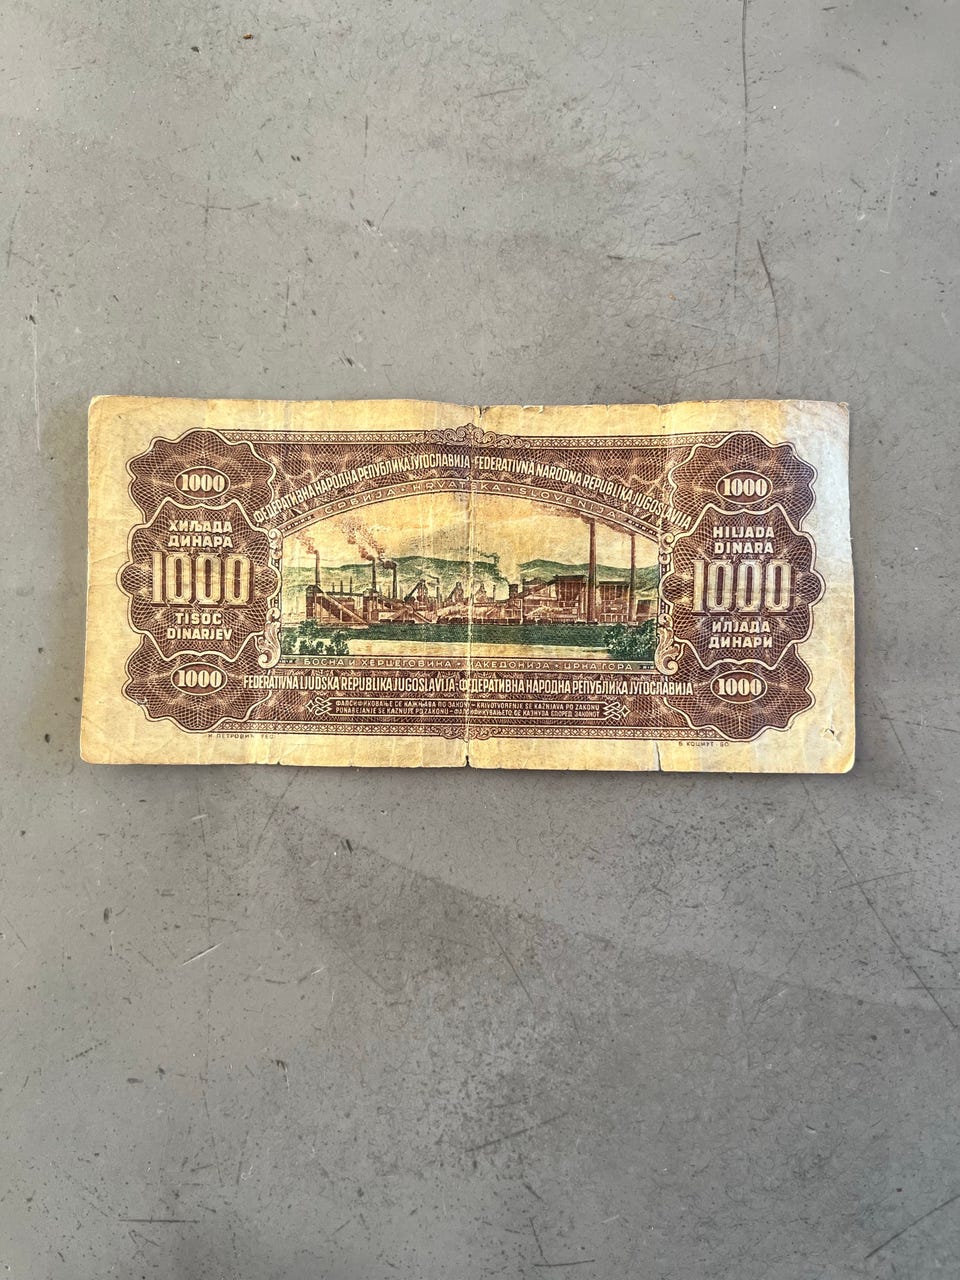 ФЕДЕРАТИВНА НАРОДНА РЕПУБЛИКА ЈУГОСЛАВИЈА · FEDERATIVNA NARODNA REPUBLIKA JUGOSLAVIJA
СРБИЈА · HRVATSKA · SLOVENIJA
1000
ХИЉАДА
ДИНАРА
1000
TISOČ
DINARJEV
1000
1000
HILJADA
DINARA
1000
ИЛЈАДА
ДИНАРИ
1000
БОСНА И ХЕРЦЕГОВИНА · МАКЕДОНИЈА · ЦРНА ГОРА
FEDERATIVNA LJUDSKA REPUBLIKA JUGOSLAVIJA · ФЕДЕРАТИВНА НАРОДНА РЕПУБЛИКА ЈУГОСЛАВИЈА
ФАЛСИФИКОВАЊЕ СЕ КАЖЊАВА ПО ЗАКОНУ – KRIVOTVORENJE SE KAŽNJAVA PO ZAKONU
PONAREJANJE SE KAZNUJE PO ZAKONU – ФАЛСИФИКУВАЊЕТО СЕ КАЗНУВА СПОРЕД ЗАКОНОТ